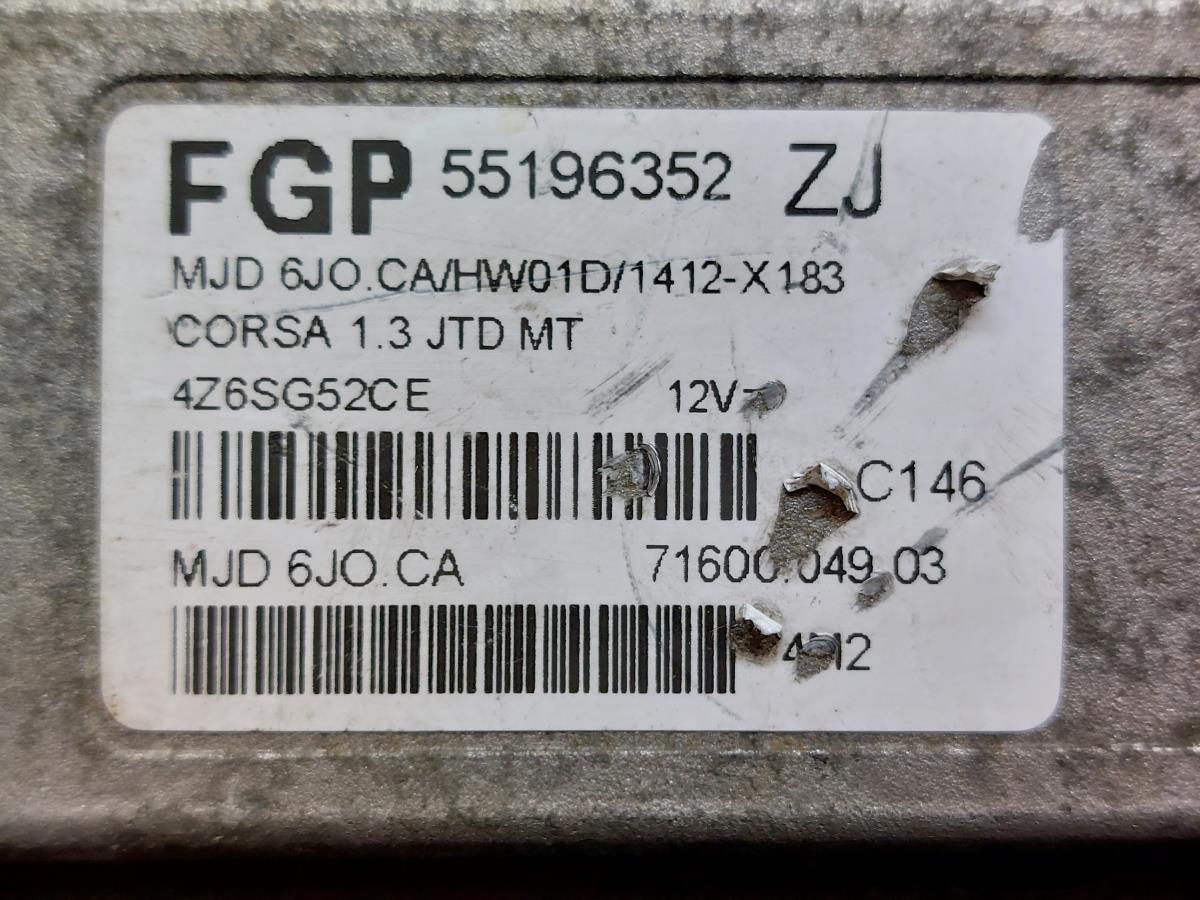 FGP 55196352 ZJ
MJD 6JO.CA/HW01D/1412-X183
CORSA 1.3 JTD MT
4Z6SG52CE 12V
C146
MJD 6JO.CA 71600.049.03